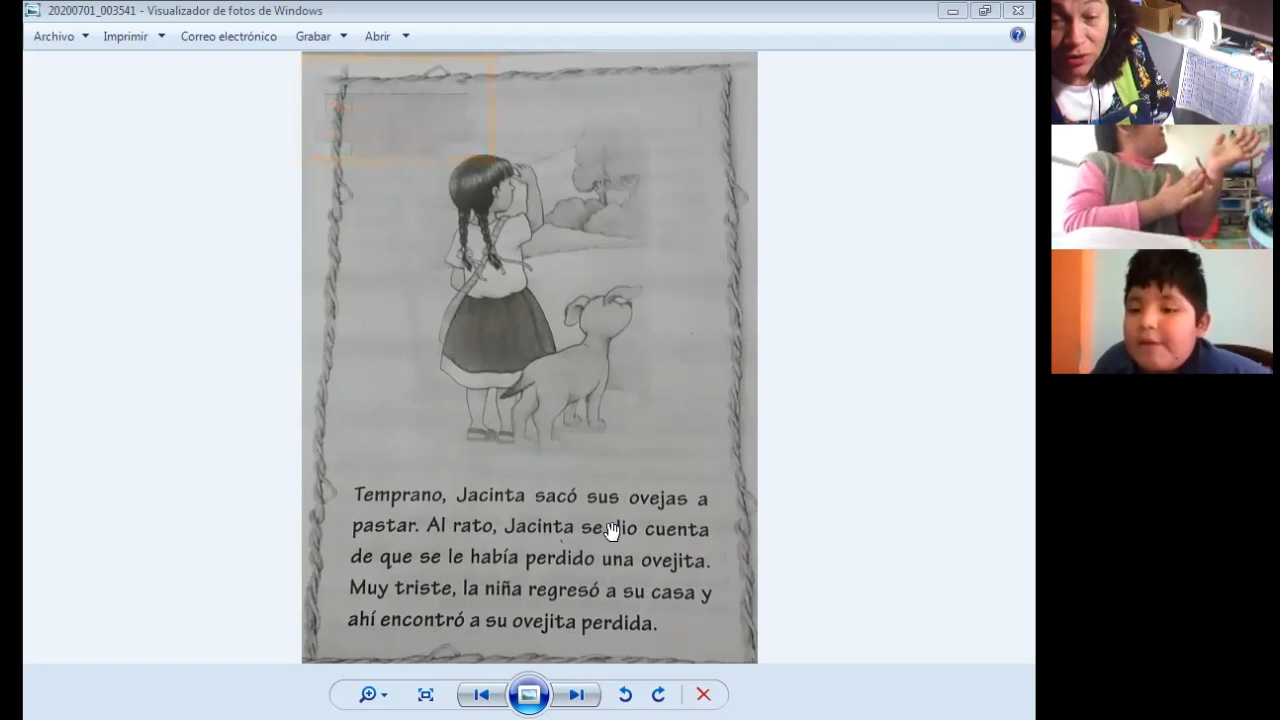 20200701_003541 - Visualizador de fotos de Windows
Archivo Imprimir Correo electrónico Grabar Abrir
Temprano, Jacinta sacó sus ovejas a
pastar. Al rato, Jacinta se dio cuenta
de que se le había perdido una ovejita.
Muy triste, la niña regresó a su casa y
ahí encontró a su ovejita perdida.